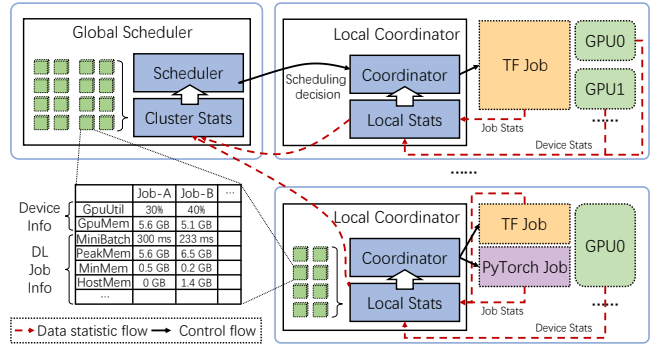 Global Scheduler
Scheduler
Cluster Stats
Local Coordinator
Scheduling
decision
Coordinator
Local Stats
TF Job
GPU0
GPU1
......
Job Stats
Device Stats
......
Job-A Job-B ...
Device
Info
GpuUtil 30% 40%
GpuMem 5.6 GB 5.1 GB
DL
Job
Info
MiniBatch 300 ms 233 ms
PeakMem 5.6 GB 6.5 GB
MinMem 0.5 GB 0.2 GB
HostMem 0 GB 1.4 GB
...
Local Coordinator
Coordinator
Local Stats
TF Job
PyTorch Job
GPU0
......
Job Stats
Device Stats
Data statistic flow
Control flow